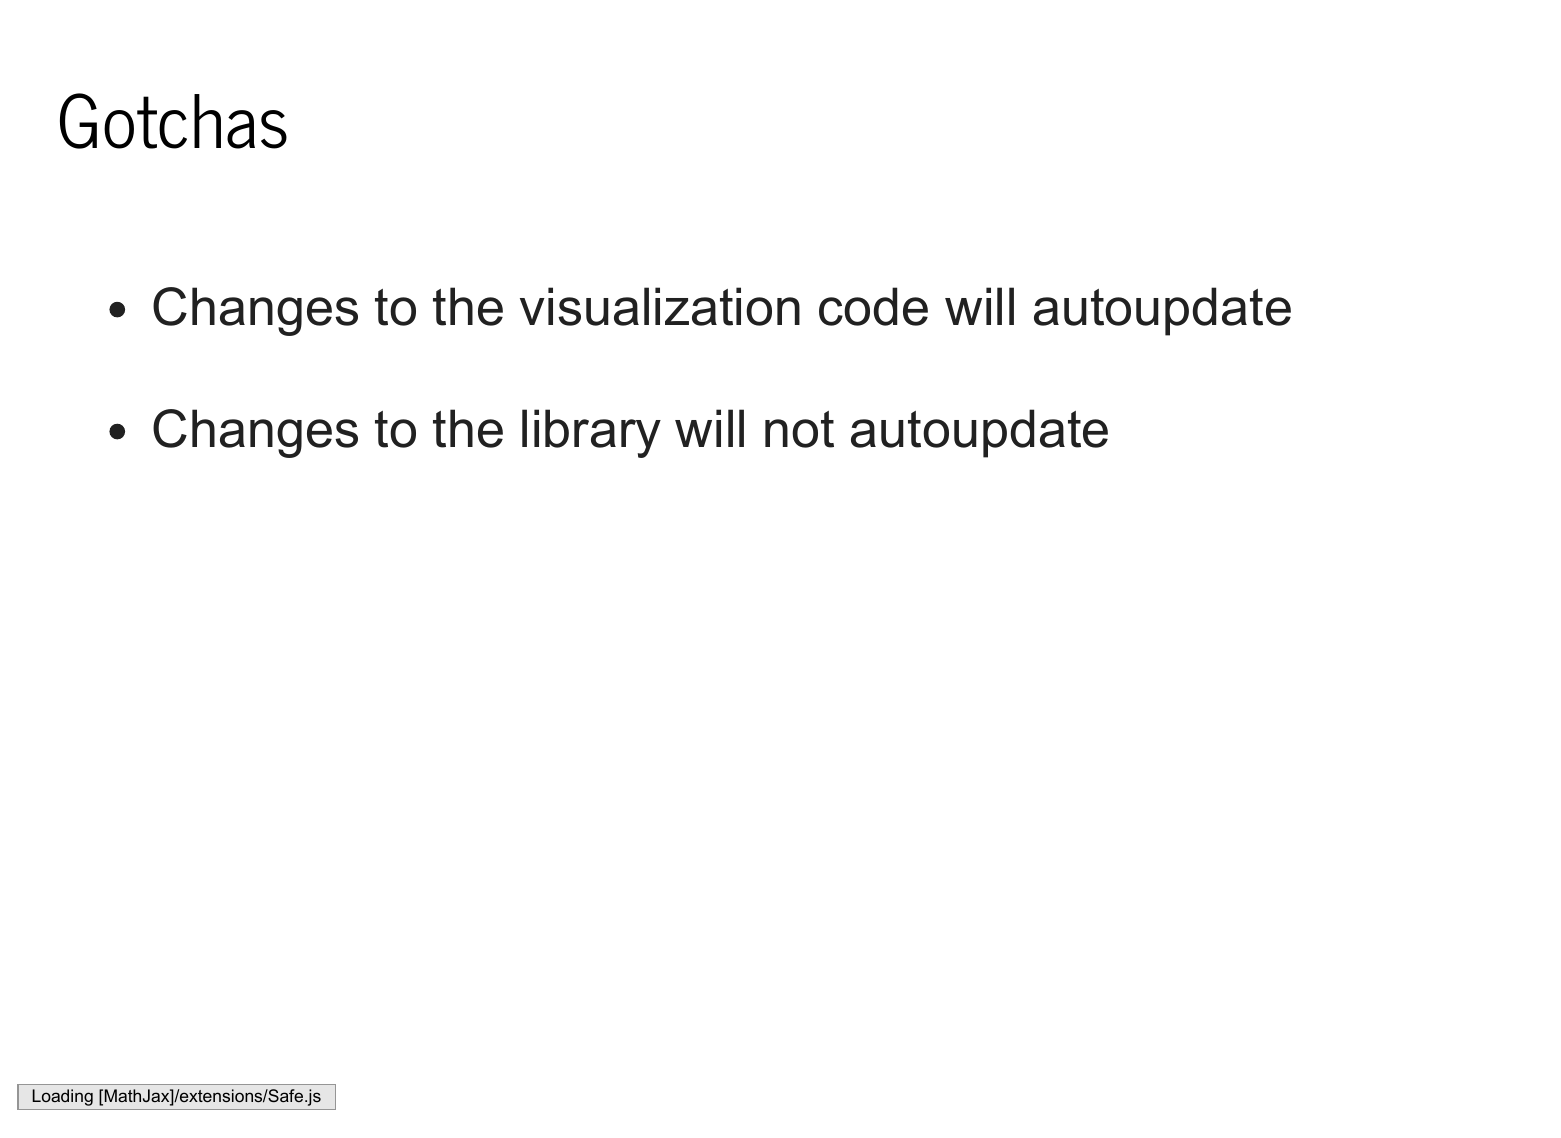 Gotchas
• Changes to the visualization code will autoupdate
• Changes to the library will not autoupdate
Loading [MathJax]/extensions/Safe.js